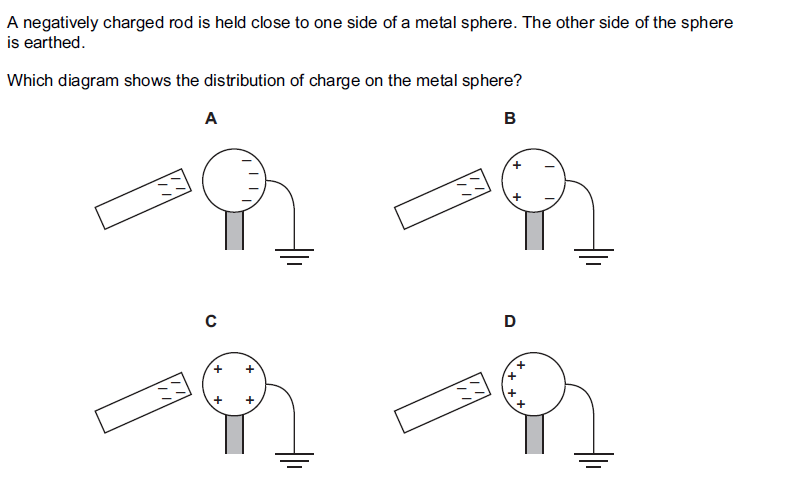 A negatively charged rod is held close to one side of a metal sphere. The other side of the sphere
is earthed.
Which diagram shows the distribution of charge on the metal sphere?
A B
C D